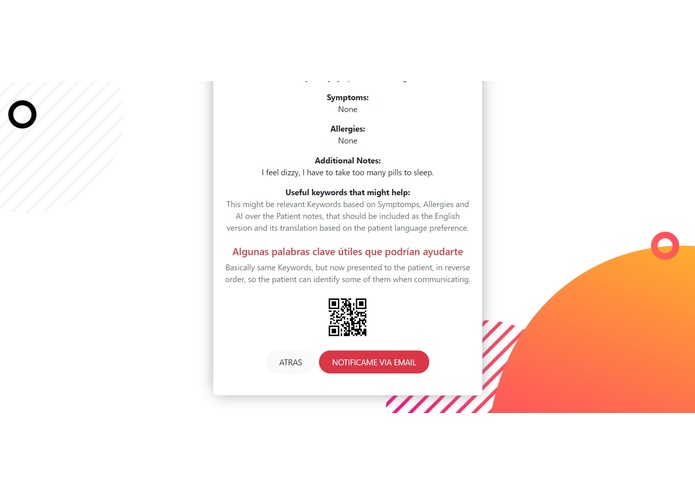 Symptoms:
None
Allergies:
None
Additional Notes:
I feel dizzy, I have to take too many pills to sleep.
Useful keywords that might help:
This might be relevant Keywords based on Symptomps, Allergies and
AI over the Patient notes, that should be included as the English
version and its translation based on the patient language preference.
Algunas palabras clave útiles que podrían ayudarte
Basically same Keywords, but now presented to the patient, in reverse
order, so the patient can identify some of them when communicating.
ATRAS
NOTIFICAME VIA EMAIL